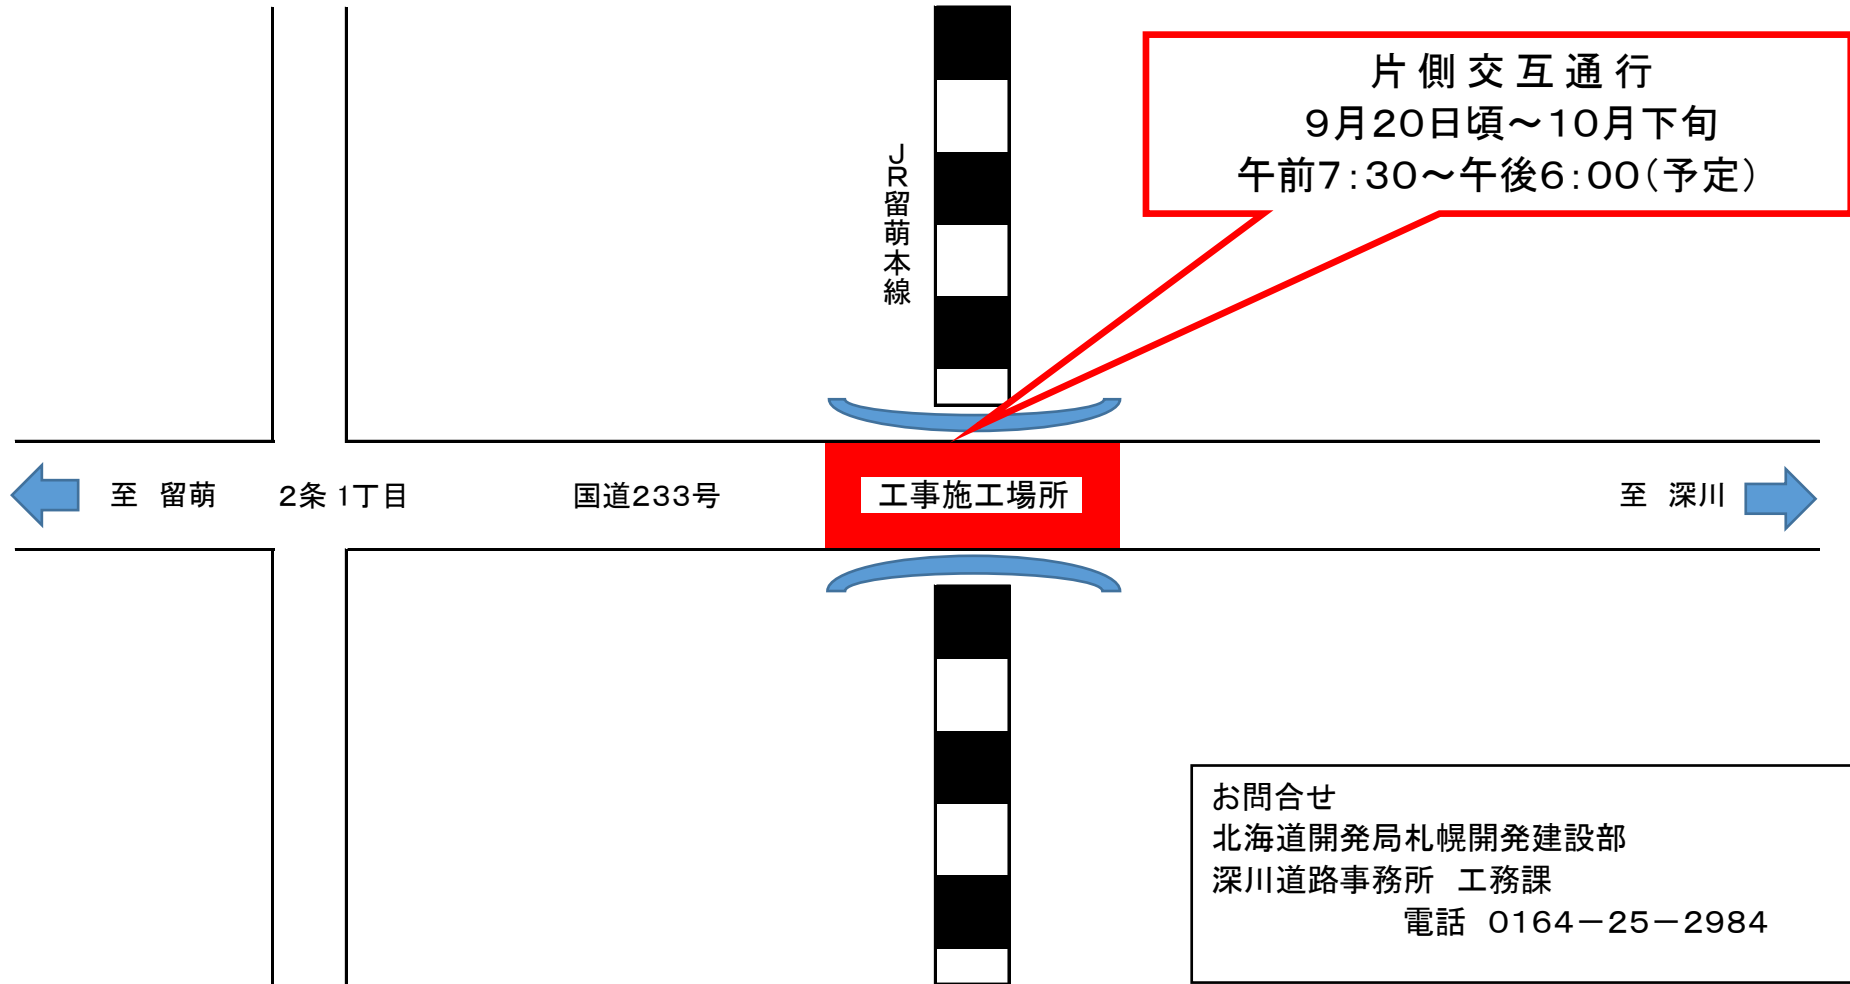 片側交互通行
9月20日頃～10月下旬
午前7：30～午後6：00（予定）
JR留萌本線
至　留萌
2条 1丁目
国道233号
工事施工場所
至　深川
お問合せ
北海道開発局札幌開発建設部
深川道路事務所　工務課
電話　0164－25－2984